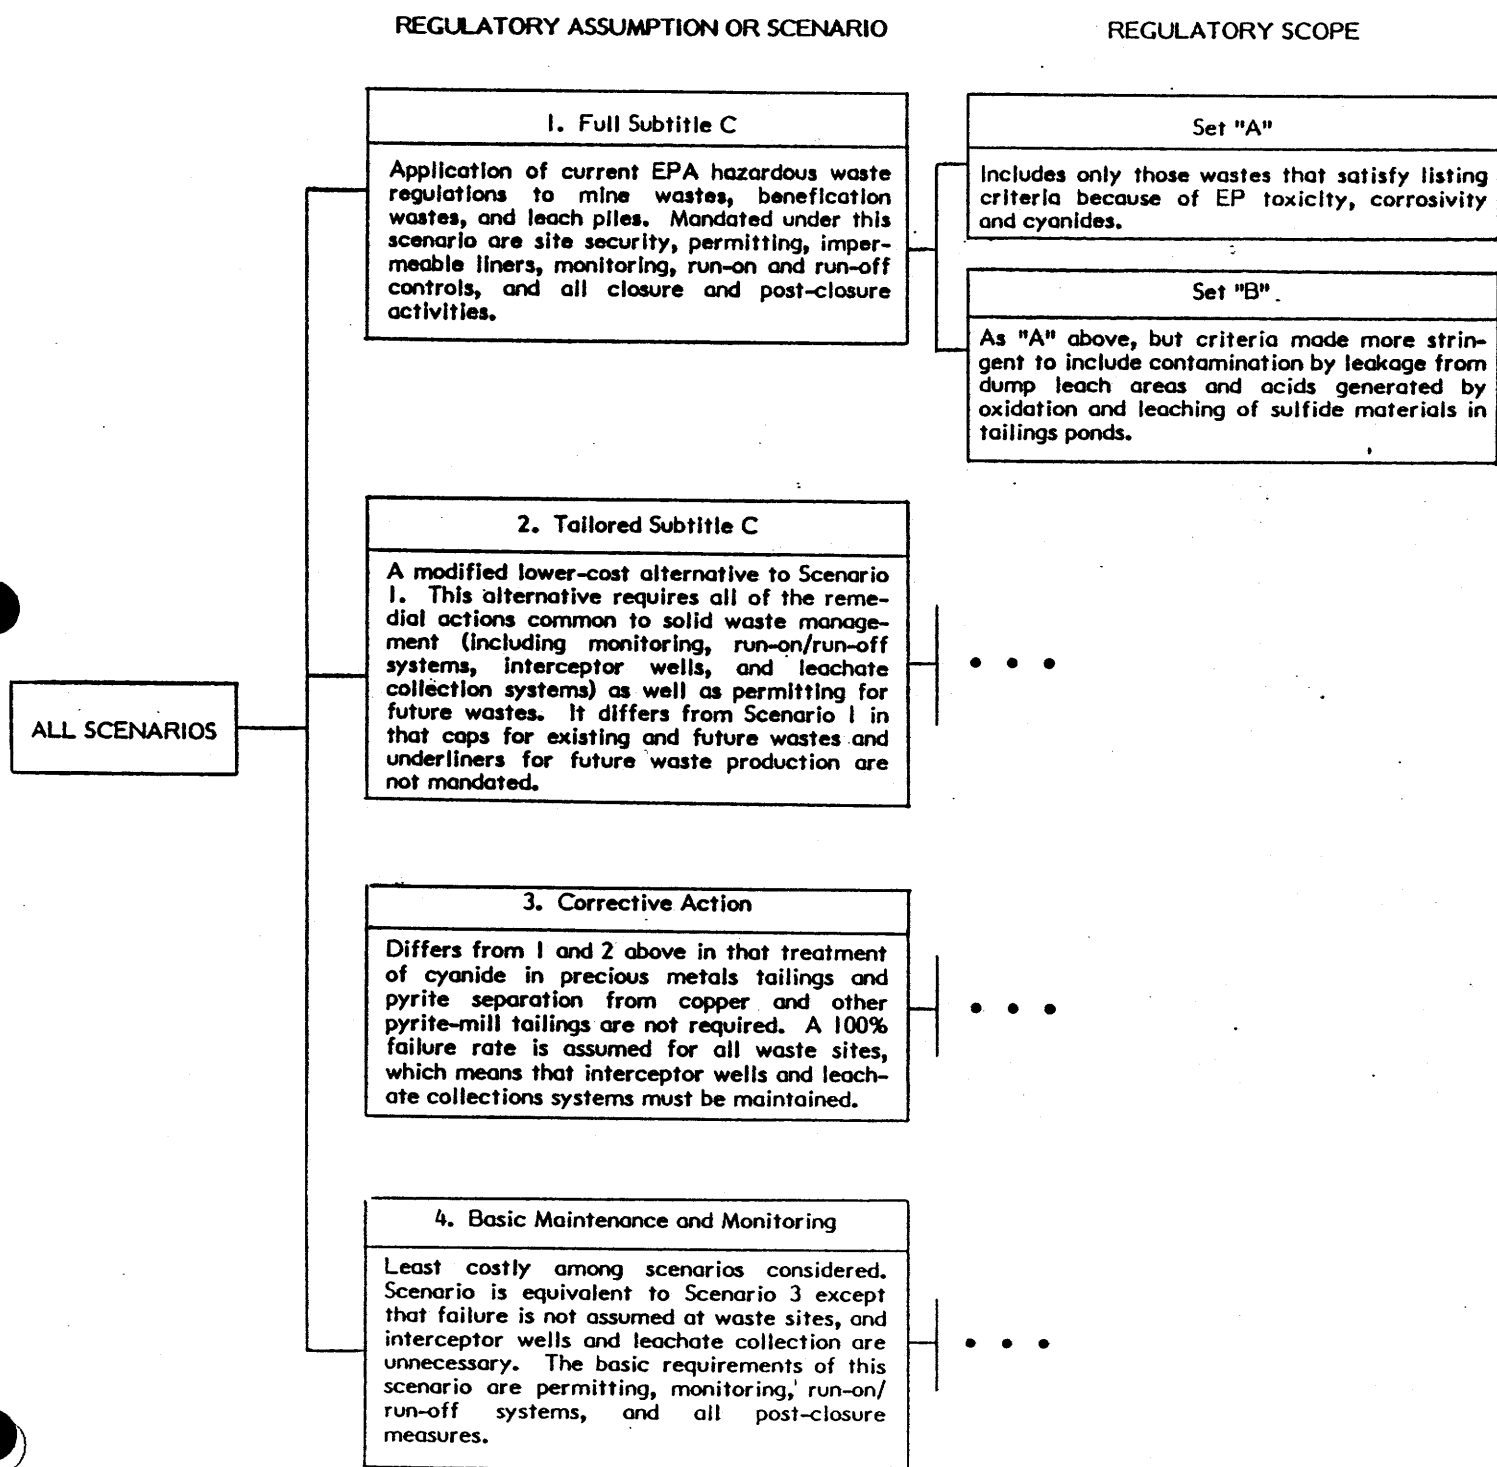 REGULATORY ASSUMPTION OR SCENARIO
REGULATORY SCOPE
1. Full Subtitle C
Application of current EPA hazardous waste
regulations to mine wastes, benefication
wastes, and leach piles. Mandated under this
scenario are site security, permitting, imper-
meable liners, monitoring, run-on and run-off
controls, and all closure and post-closure
activities.
Set "A"
Includes only those wastes that satisfy listing
criteria because of EP toxicity, corrosivity
and cyanides.
Set "B"
As "A" above, but criteria made more strin-
gent to include contamination by leakage from
dump leach areas and acids generated by
oxidation and leaching of sulfide materials in
tailings ponds.
2. Tailored Subtitle C
A modified lower-cost alternative to Scenario
1. This alternative requires all of the reme-
dial actions common to solid waste manage-
ment (including monitoring, run-on/run-off
systems, interceptor wells, and leachate
collection systems) as well as permitting for
future wastes. It differs from Scenario 1 in
that caps for existing and future wastes and
underliners for future waste production are
not mandated.
• • •
ALL SCENARIOS
3. Corrective Action
Differs from 1 and 2 above in that treatment
of cyanide in precious metals tailings and
pyrite separation from copper and other
pyrite-mill tailings are not required. A 100%
failure rate is assumed for all waste sites,
which means that interceptor wells and leach-
ate collections systems must be maintained.
• • •
4. Basic Maintenance and Monitoring
Least costly among scenarios considered.
Scenario is equivalent to Scenario 3 except
that failure is not assumed at waste sites, and
interceptor wells and leachate collection are
unnecessary. The basic requirements of this
scenario are permitting, monitoring, run-on/
run-off systems, and all post-closure
measures.
• • •